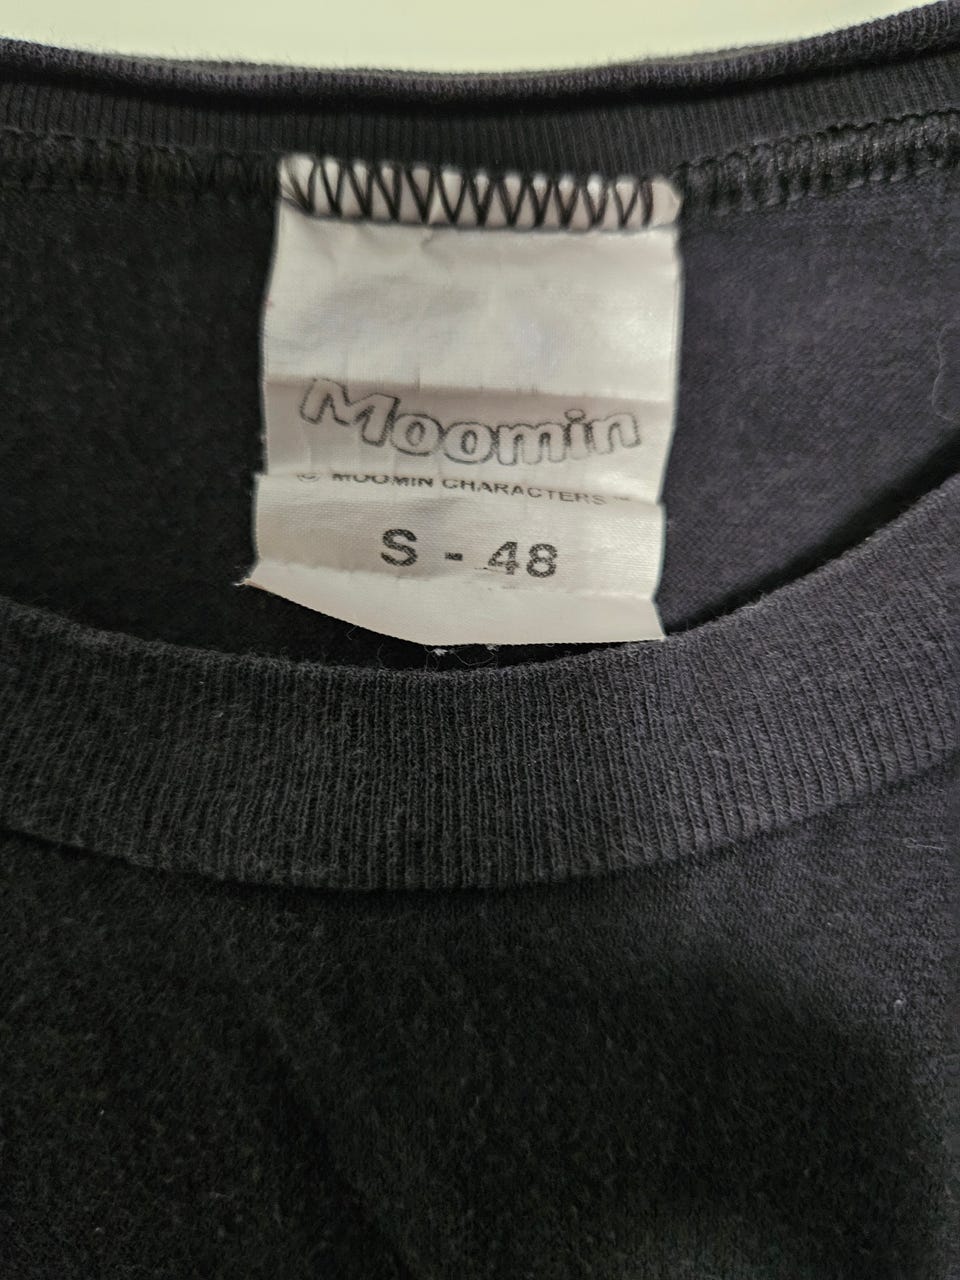 Moomin
© MOOMIN CHARACTERS ™
S - 48